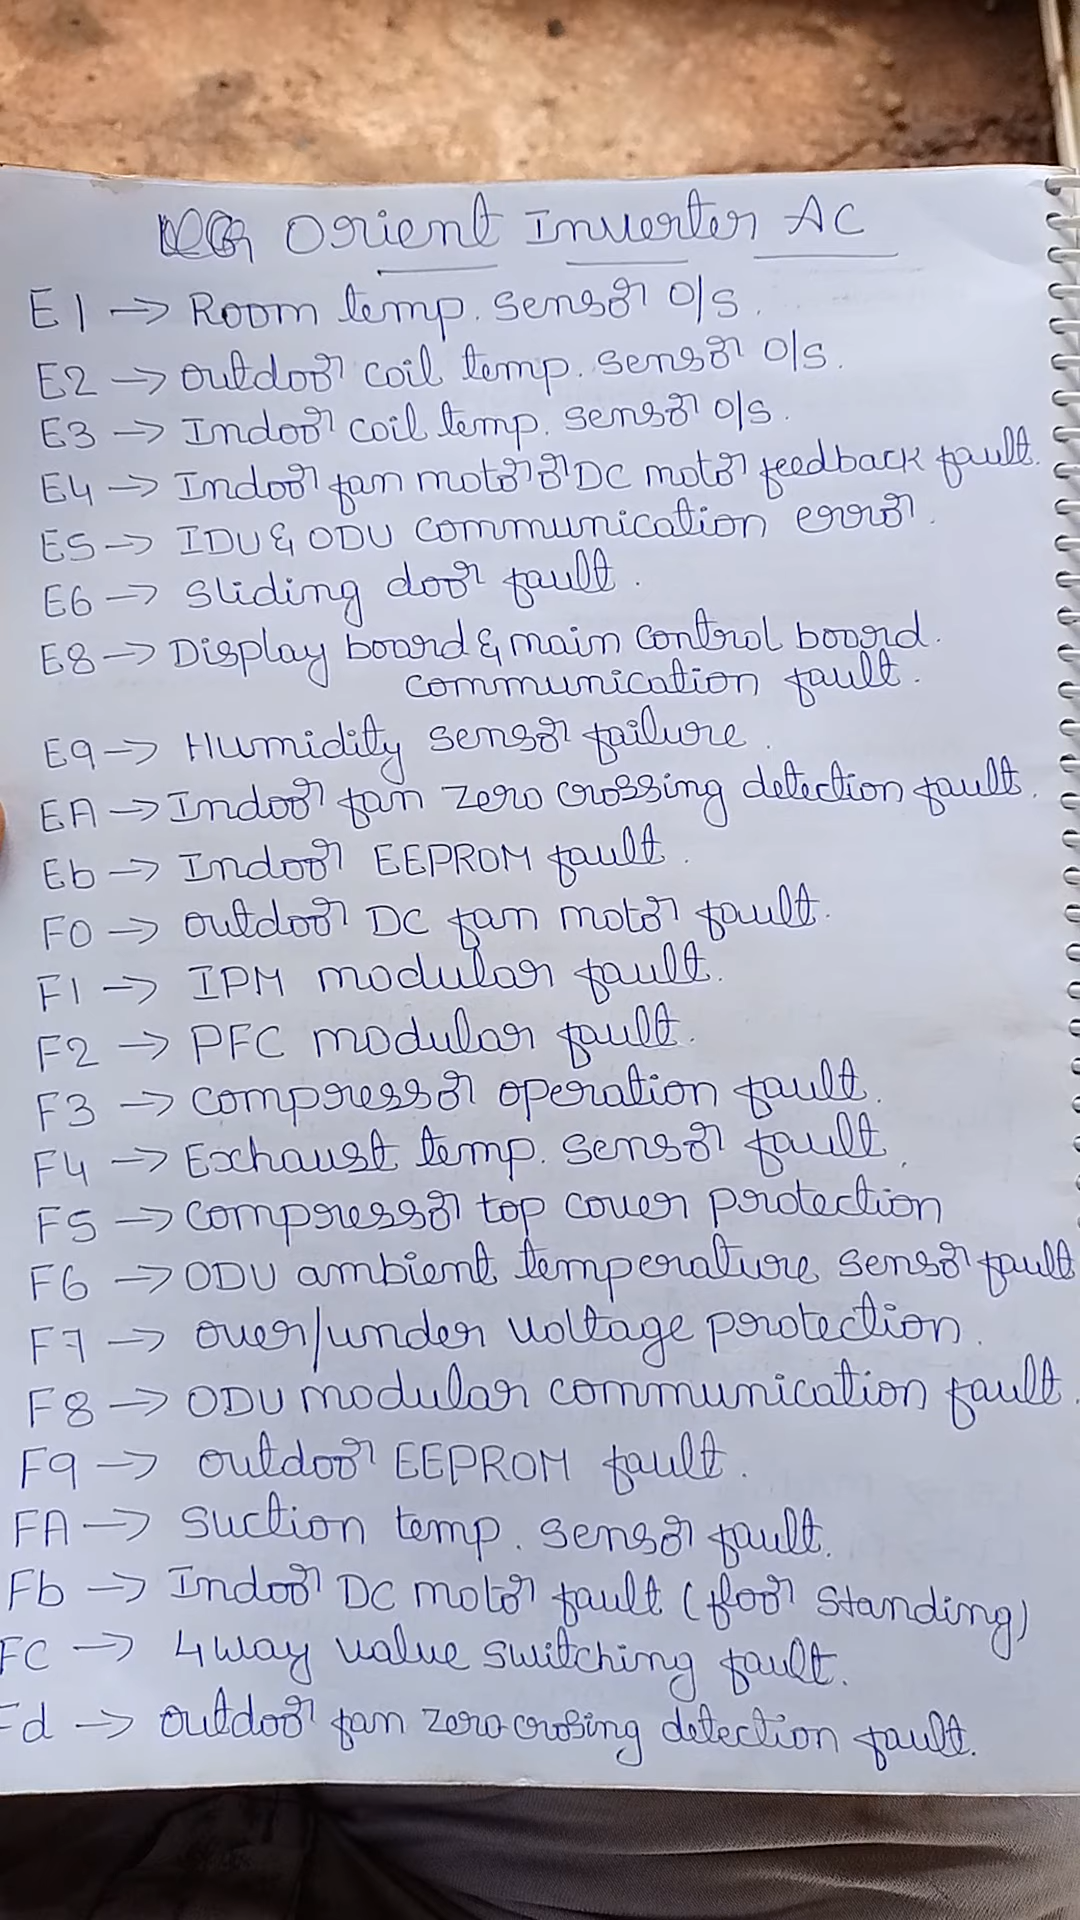 Orient Inverter AC
E1 → Room temp. sensor o/s.
E2 → outdoor coil temp. sensor o/s.
E3 → Indoor coil temp. sensor o/s.
E4 → Indoor fan motor or DC motor feedback fault.
E5 → IDU & ODU communication error.
E6 → Sliding door fault.
E8 → Display board & main control board.
communication fault.
E9 → Humidity sensor failure.
EA → Indoor fan zero crossing detection fault.
Eb → Indoor EEPROM fault.
F0 → outdoor DC fan motor fault.
F1 → IPM modular fault.
F2 → PFC modular fault.
F3 → compressor operation fault.
F4 → Exhaust temp. sensor fault.
F5 → compressor top cover protection
F6 → ODU ambient temperature sensor fault
F7 → over/under voltage protection.
F8 → ODU modular communication fault.
F9 → outdoor EEPROM fault.
FA → suction temp. sensor fault.
Fb → Indoor DC motor fault (floor standing)
FC → 4 way value switching fault.
Fd → outdoor fan zero crosing detection fault.